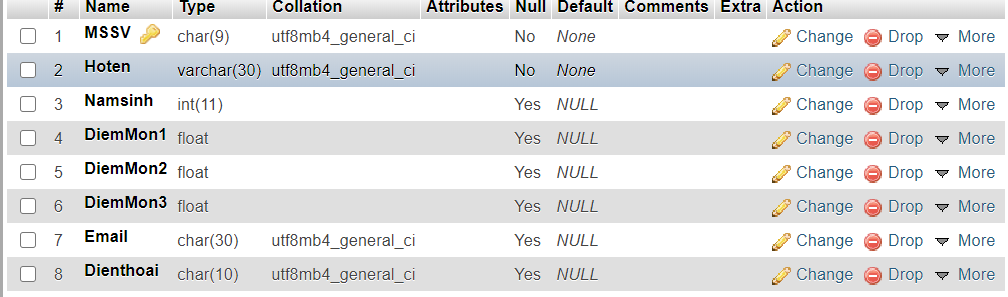 # Name Type Collation Attributes Null Default Comments Extra Action
1 MSSV char(9) utf8mb4_general_ci No None Change Drop More
2 Hoten varchar(30) utf8mb4_general_ci No None Change Drop More
3 Namsinh int(11) Yes NULL Change Drop More
4 DiemMon1 float Yes NULL Change Drop More
5 DiemMon2 float Yes NULL Change Drop More
6 DiemMon3 float Yes NULL Change Drop More
7 Email char(30) utf8mb4_general_ci Yes NULL Change Drop More
8 Dienthoai char(10) utf8mb4_general_ci Yes NULL Change Drop More